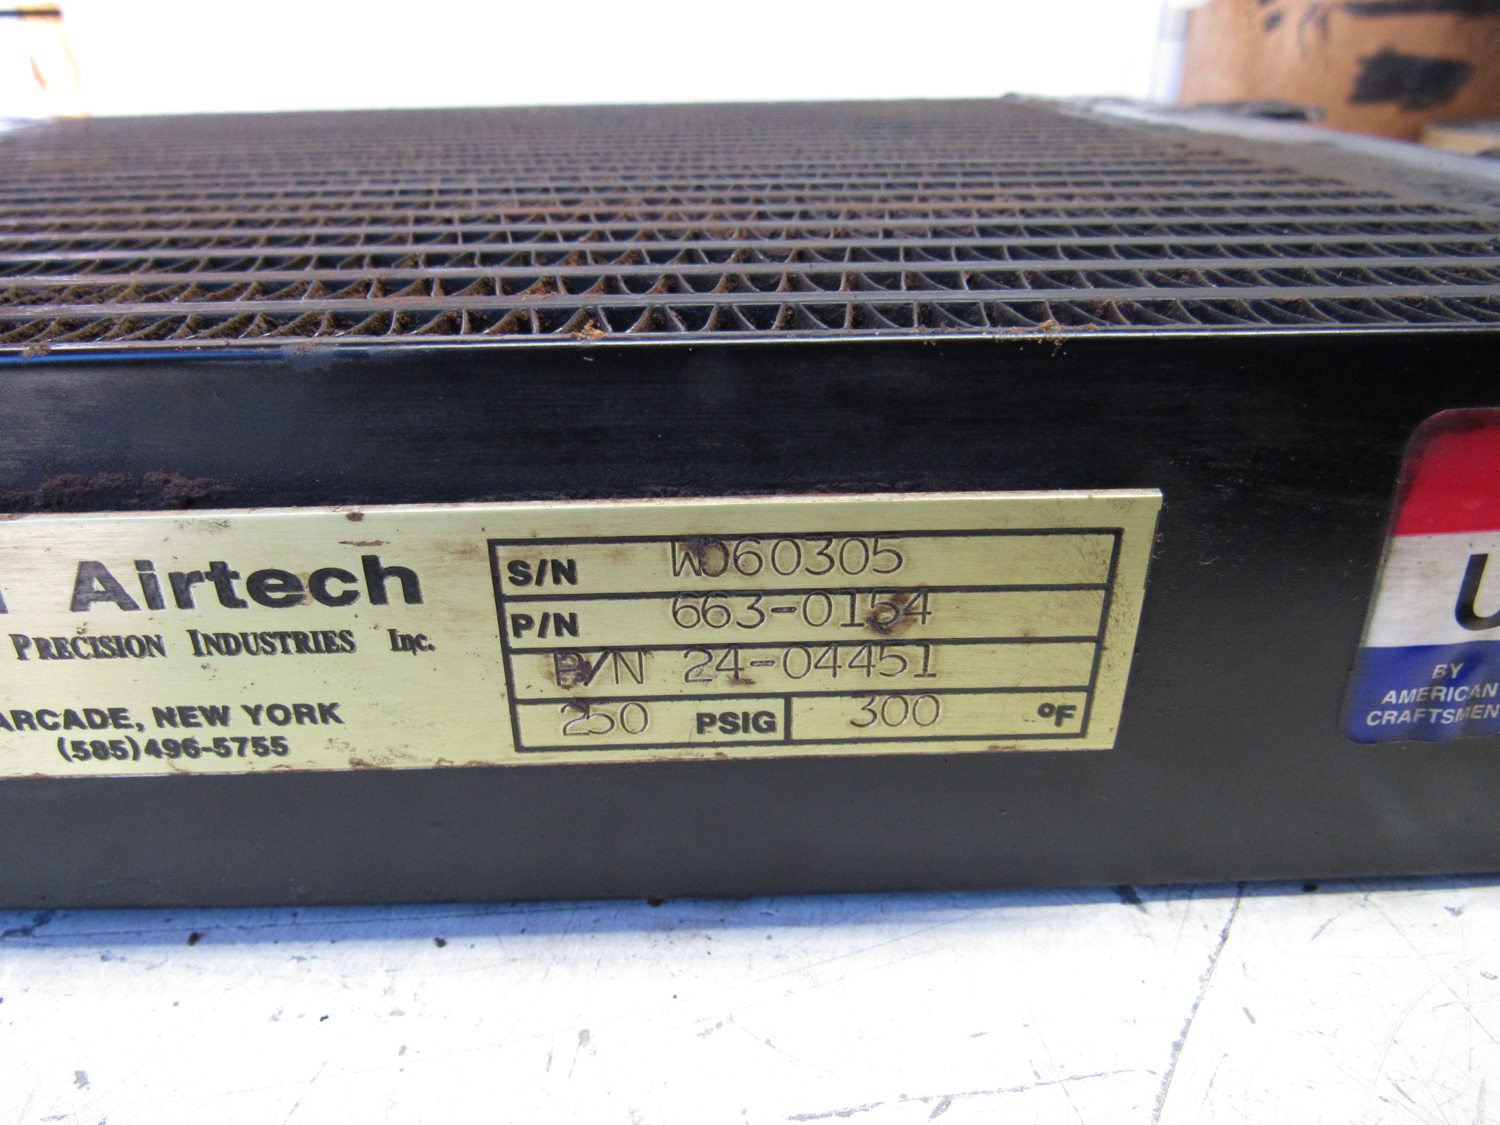 Airtech
PRECISION INDUSTRIES Inc.
ARCADE, NEW YORK
(585)496-5755
S/N W060305
P/N 663-0154
P/N 24-04451
250 PSIG 300 °F
U
BY
AMERICAN
CRAFTSMEN